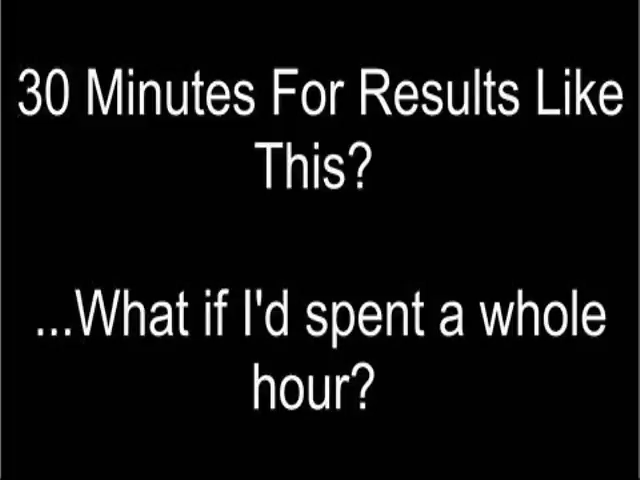 30 Minutes For Results Like
This?
...What if I'd spent a whole
hour?